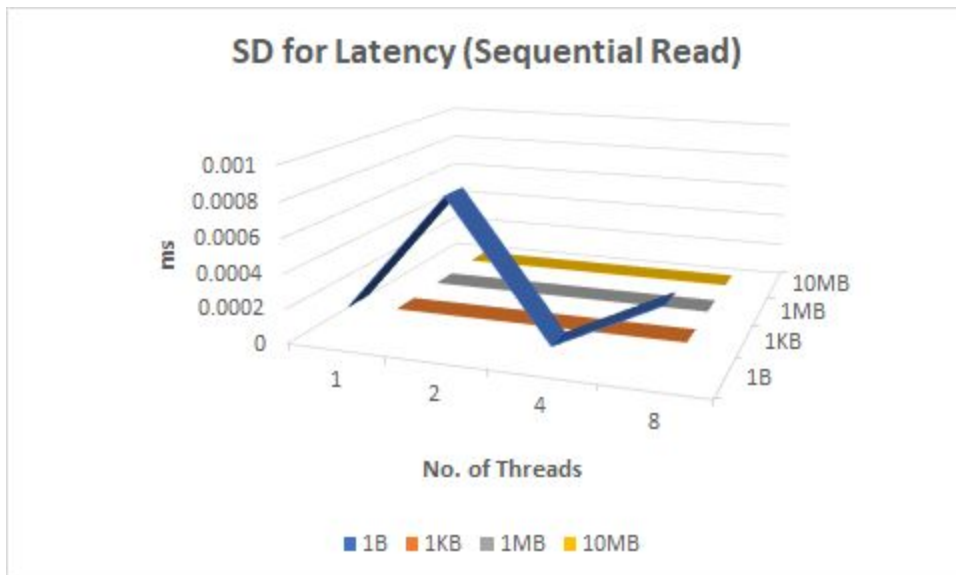 SD for Latency (Sequential Read)
0.001
0.0008
0.0006
0.0004
0.0002
0
ms
10MB
1MB
1KB
1B
1
2
4
8
No. of Threads
1B 1KB 1MB 10MB